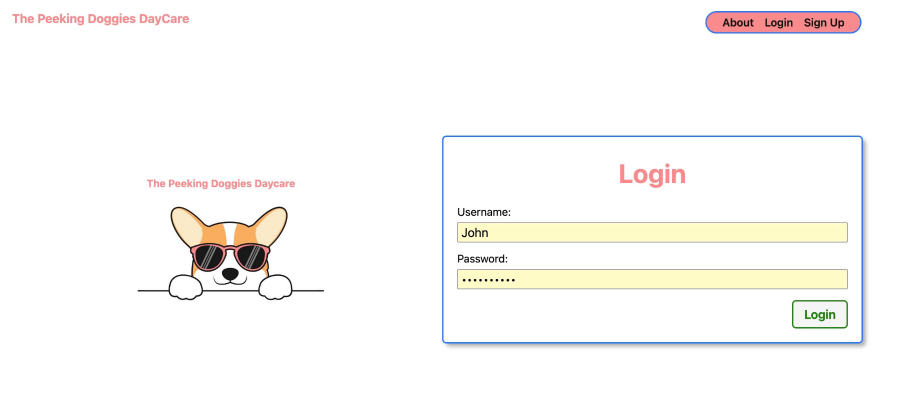 The Peeking Doggies DayCare
About Login Sign Up
The Peeking Doggies Daycare
Login
Username:
John
Password:
••••••••••
Login